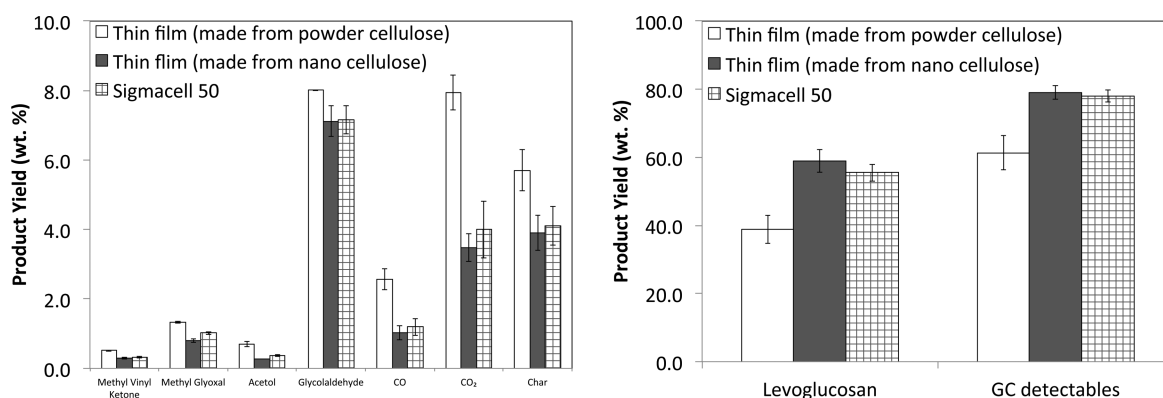 10.0
8.0
6.0
4.0
2.0
0.0
Product Yield (wt. %)
Thin film (made from powder cellulose)
Thin flim (made from nano cellulose)
Sigmacell 50
Methyl Vinyl Ketone
Methyl Glyoxal
Acetol
Glycolaldehyde
CO
CO₂
Char
100.0
80.0
60.0
40.0
20.0
0.0
Product Yield (wt. %)
Thin film (made from powder cellulose)
Thin flim (made from nano cellulose)
Sigmacell 50
Levoglucosan
GC detectables